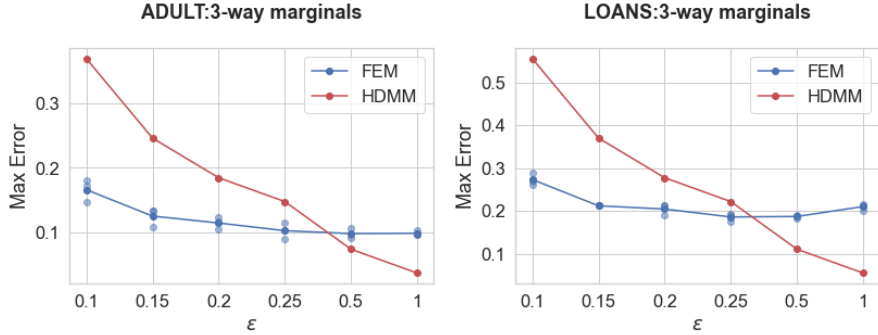 ADULT:3-way marginals
Max Error
0.3
0.2
0.1
FEM
HDMM
0.1 0.15 0.2 0.25 0.5 1
ε
LOANS:3-way marginals
Max Error
0.5
0.4
0.3
0.2
0.1
FEM
HDMM
0.1 0.15 0.2 0.25 0.5 1
ε